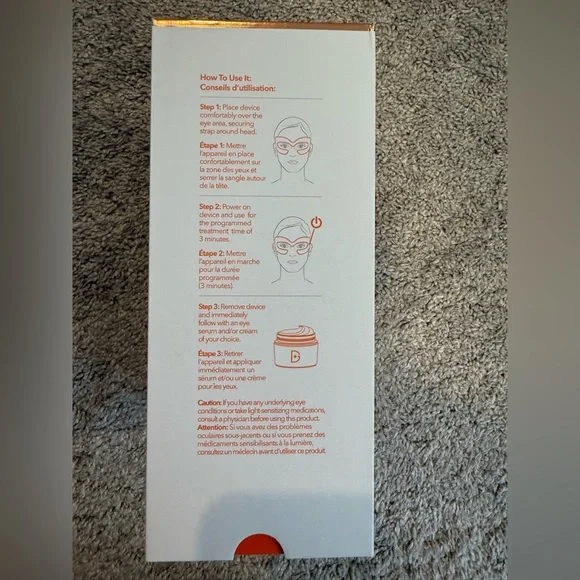 How To Use It:
Conseils d'utilisation:
Step 1: Place device
comfortably over the
eye area, securing
strap around head.
Étape 1: Mettre
l'appareil en place
confortablement sur
la zone des yeux et
serrer la sangle autour
de la tête.
Step 2: Power on
device and use for
the programmed
treatment time of
3 minutes.
Étape 2: Mettre
l'appareil en marche
pour la durée
programmée
(3 minutes).
Step 3: Remove device
and immediately
follow with an eye
serum and/or cream
of your choice.
Étape 3: Retirer
l'appareil et appliquer
immédiatement un
sérum et/ou une crème
pour les yeux.
Caution: If you have any underlying eye
conditions or take light-sensitizing medications,
consult a physician before using this product.
Attention: Si vous avez des problèmes
oculaires sous-jacents ou si vous prenez des
médicaments sensibilisants à la lumière,
consultez un médecin avant d'utiliser ce produit.